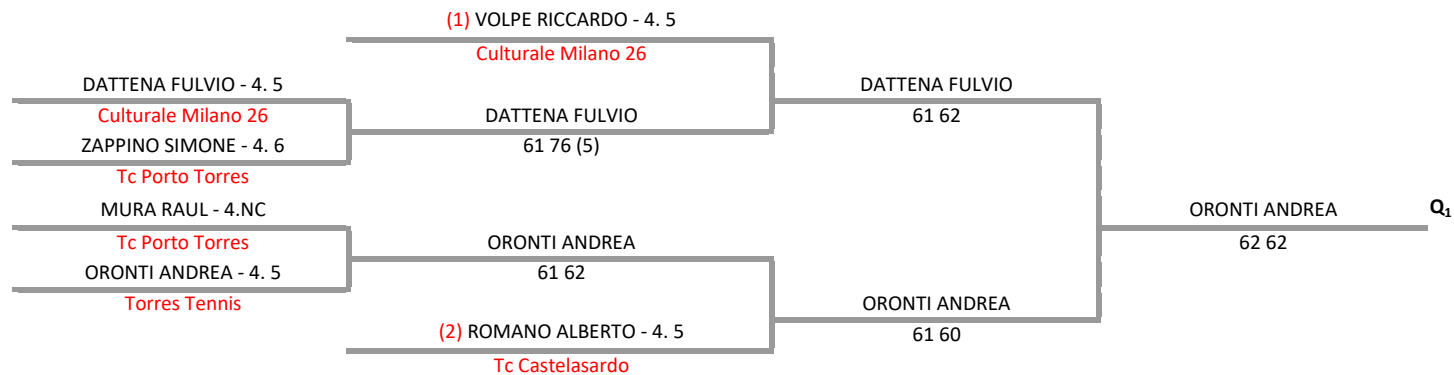 (1) VOLPE RICCARDO - 4. 5
Culturale Milano 26
DATTENA FULVIO - 4. 5
Culturale Milano 26
ZAPPINO SIMONE - 4. 6
Tc Porto Torres
DATTENA FULVIO
61 76 (5)
DATTENA FULVIO
61 62
MURA RAUL - 4.NC
Tc Porto Torres
ORONTI ANDREA - 4. 5
Torres Tennis
ORONTI ANDREA
61 62
(2) ROMANO ALBERTO - 4. 5
Tc Castelasardo
ORONTI ANDREA
61 60
ORONTI ANDREA
62 62
Q₁